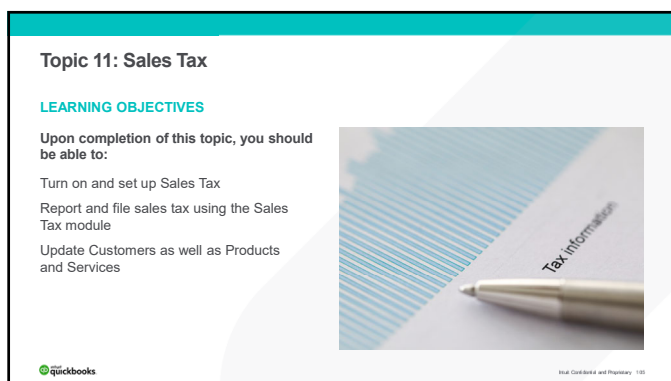 Topic 11: Sales Tax
LEARNING OBJECTIVES
Upon completion of this topic, you should
be able to:
Turn on and set up Sales Tax
Report and file sales tax using the Sales
Tax module
Update Customers as well as Products
and Services
Tax information
intuit
quickbooks
Intuit Confidential and Proprietary